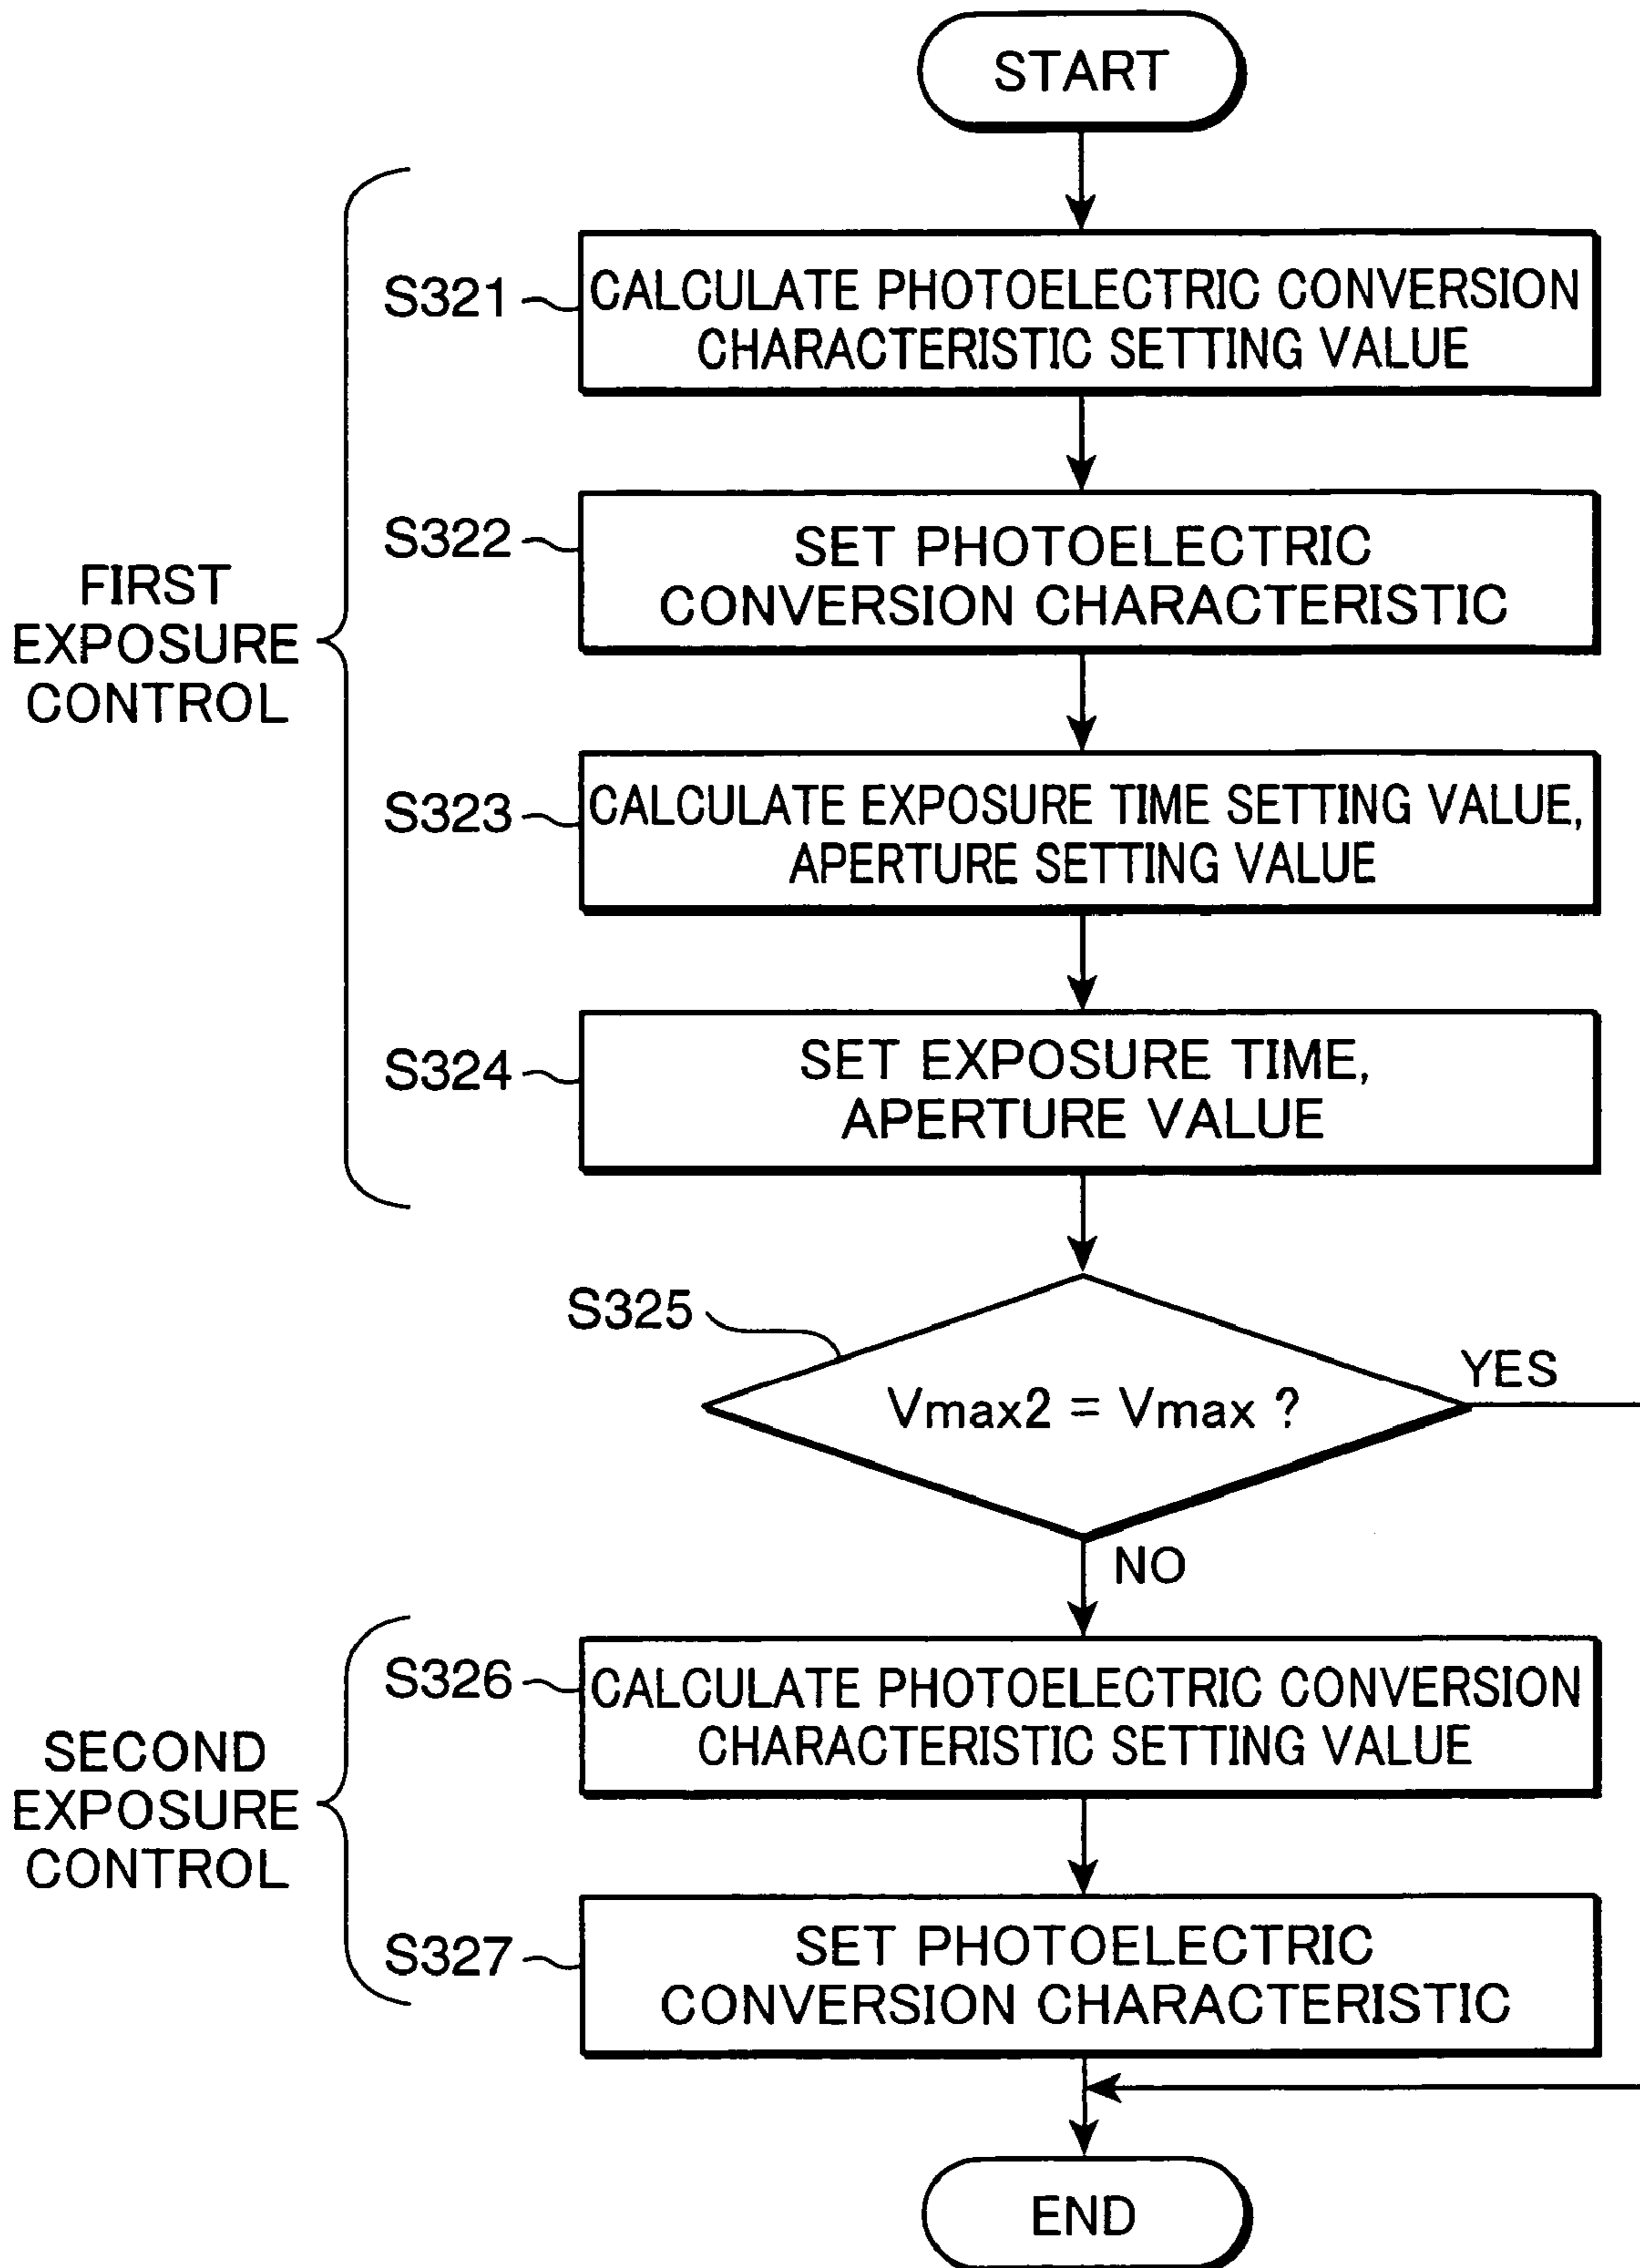 START
S321
CALCULATE PHOTOELECTRIC CONVERSION
CHARACTERISTIC SETTING VALUE
S322
SET PHOTOELECTRIC
CONVERSION CHARACTERISTIC
FIRST
EXPOSURE
CONTROL
S323
CALCULATE EXPOSURE TIME SETTING VALUE,
APERTURE SETTING VALUE
S324
SET EXPOSURE TIME,
APERTURE VALUE
S325
Vmax2 = Vmax ?
YES
NO
S326
CALCULATE PHOTOELECTRIC CONVERSION
CHARACTERISTIC SETTING VALUE
SECOND
EXPOSURE
CONTROL
S327
SET PHOTOELECTRIC
CONVERSION CHARACTERISTIC
END